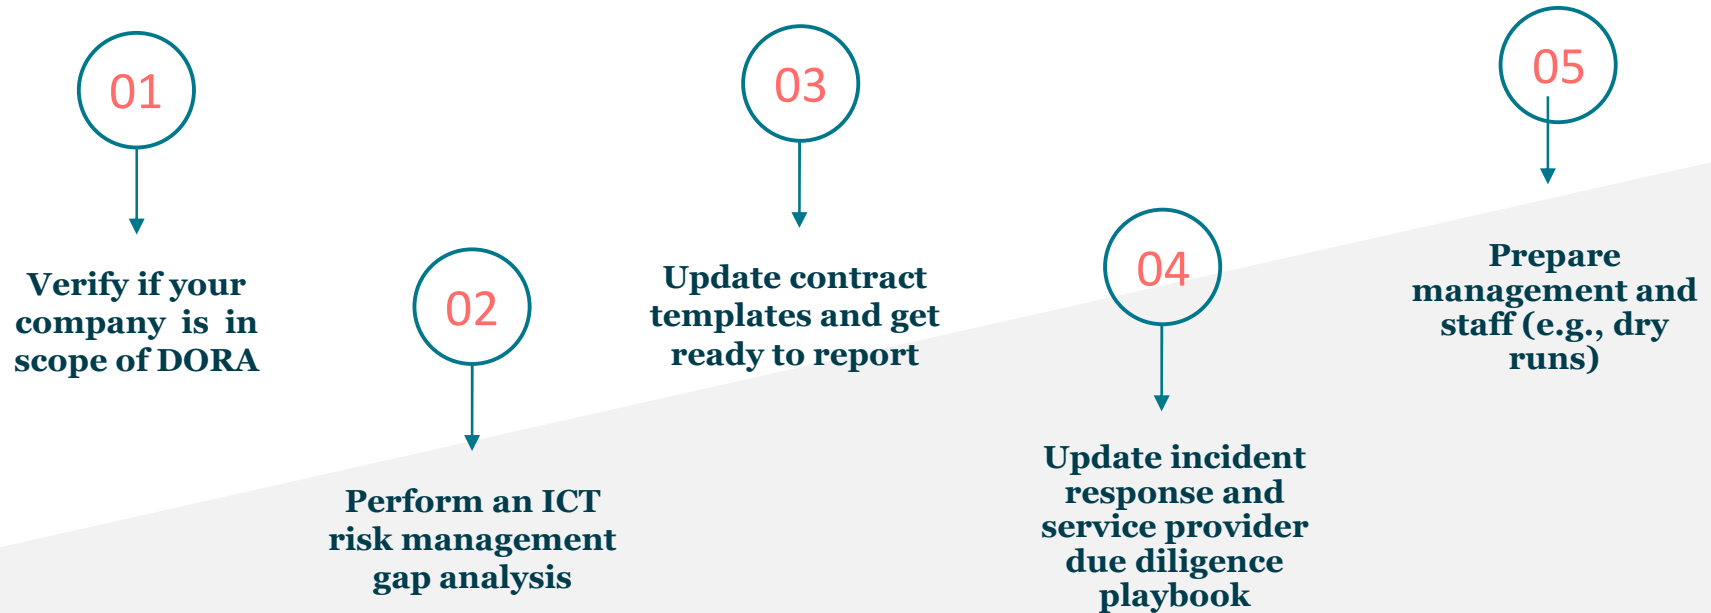 01
Verify if your
company is in
scope of DORA
02
Perform an ICT
risk management
gap analysis
03
Update contract
templates and get
ready to report
04
Update incident
response and
service provider
due diligence
playbook
05
Prepare
management and
staff (e.g., dry
runs)